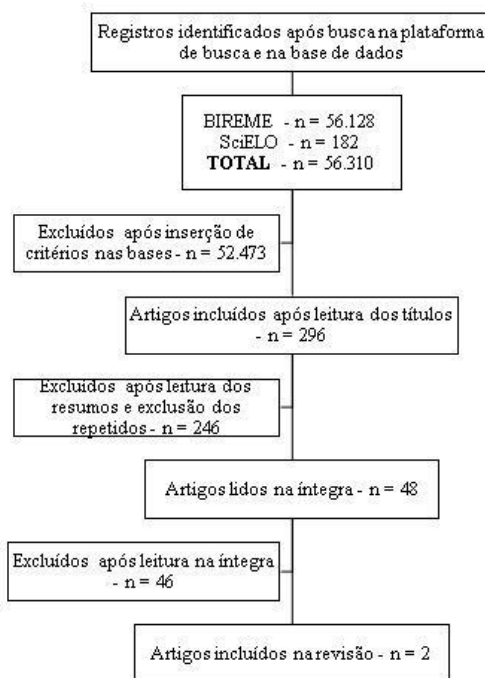 Registros identificados após busca na plataforma
de busca e na base de dados
BIREME - n = 56.128
SciELO - n = 182
TOTAL - n = 56.310
Excluídos após inserção de
critérios nas bases - n = 52.473
Artigos incluídos após leitura dos títulos
- n = 296
Excluídos após leitura dos
resumos e exclusão dos
repetidos - n = 246
Artigos lidos na íntegra - n = 48
Excluídos após leitura na íntegra
- n = 46
Artigos incluídos na revisão - n = 2